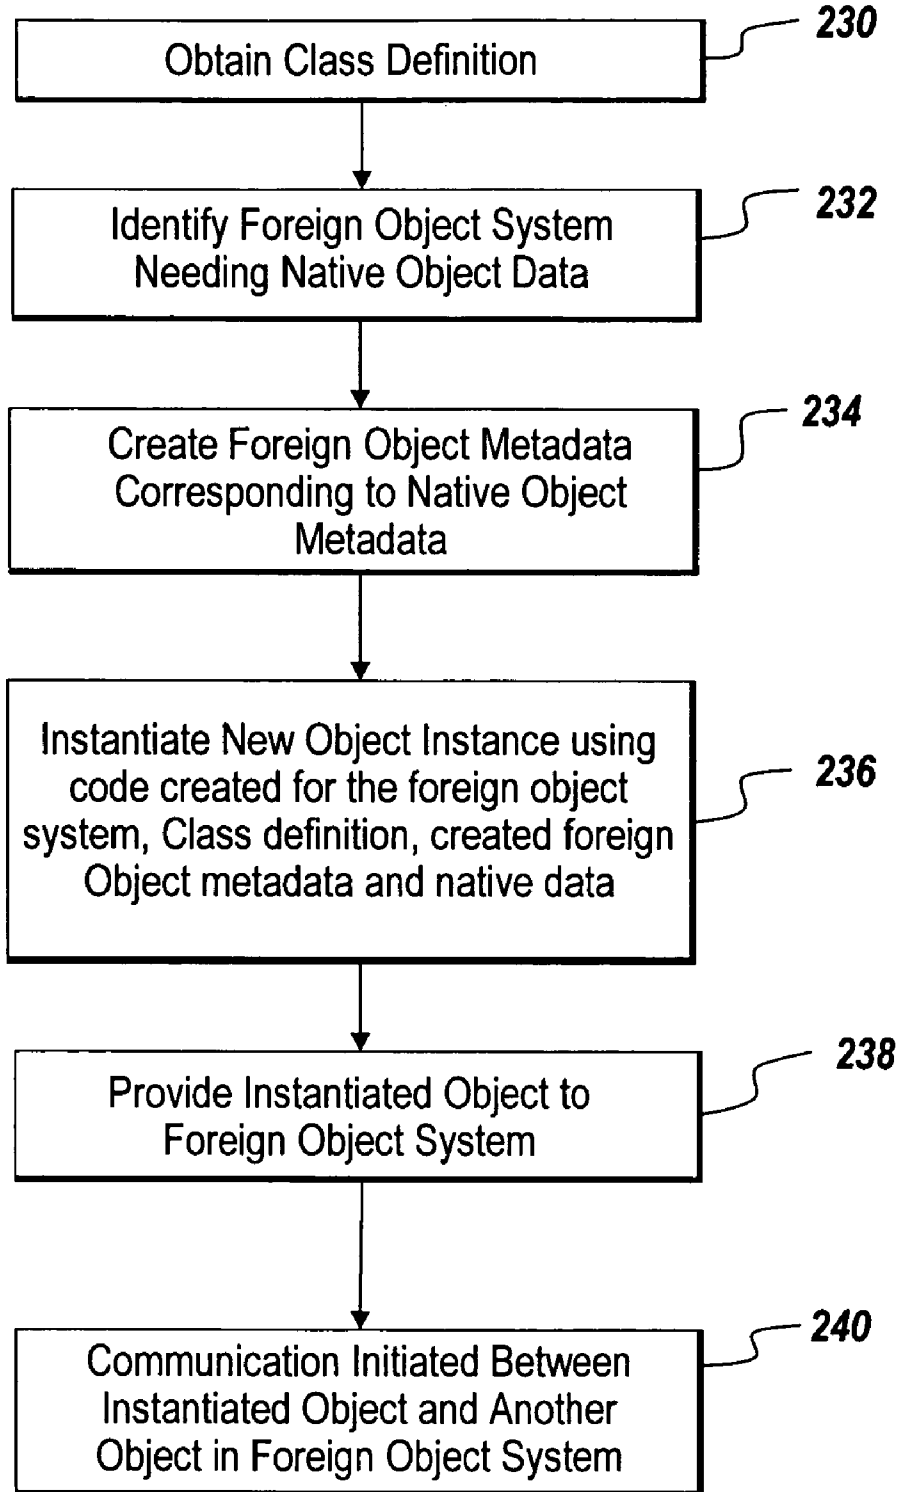 230
Obtain Class Definition
232
Identify Foreign Object System
Needing Native Object Data
234
Create Foreign Object Metadata
Corresponding to Native Object
Metadata
236
Instantiate New Object Instance using
code created for the foreign object
system, Class definition, created foreign
Object metadata and native data
238
Provide Instantiated Object to
Foreign Object System
240
Communication Initiated Between
Instantiated Object and Another
Object in Foreign Object System